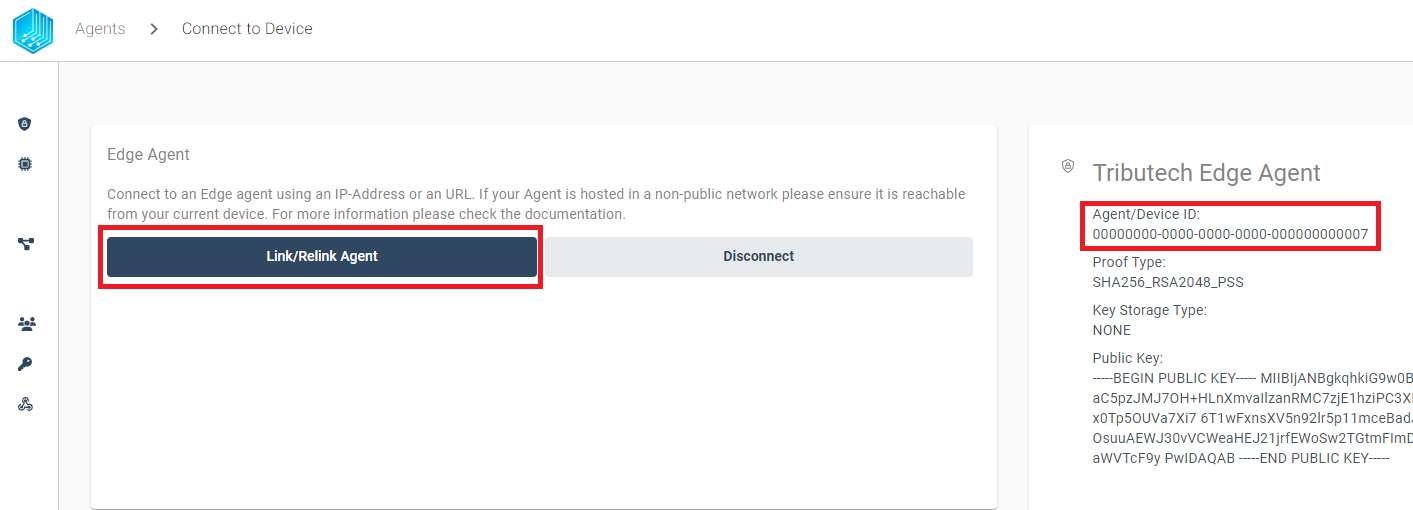 Agents > Connect to Device
Edge Agent
Connect to an Edge agent using an IP-Address or an URL. If your Agent is hosted in a non-public network please ensure it is reachable
from your current device. For more information please check the documentation.
Link/Relink Agent
Disconnect
Tributech Edge Agent
Agent/Device ID:
00000000-0000-0000-0000-000000000007
Proof Type:
SHA256_RSA2048_PSS
Key Storage Type:
NONE
Public Key:
-----BEGIN PUBLIC KEY----- MIIBIjANBgkqhkiG9w0B
aC5pzJMJ7OH+HLnXmvaIlzanRMC7zjE1hziPC3X
x0Tp5OUVa7Xi7 6T1wFxnsXV5n92lr5p11mceBad
OsuuAEWJ30vVCWeaHEJ21jrfEWoSw2TGtmFImD
aWVTcF9y PwIDAQAB -----END PUBLIC KEY-----